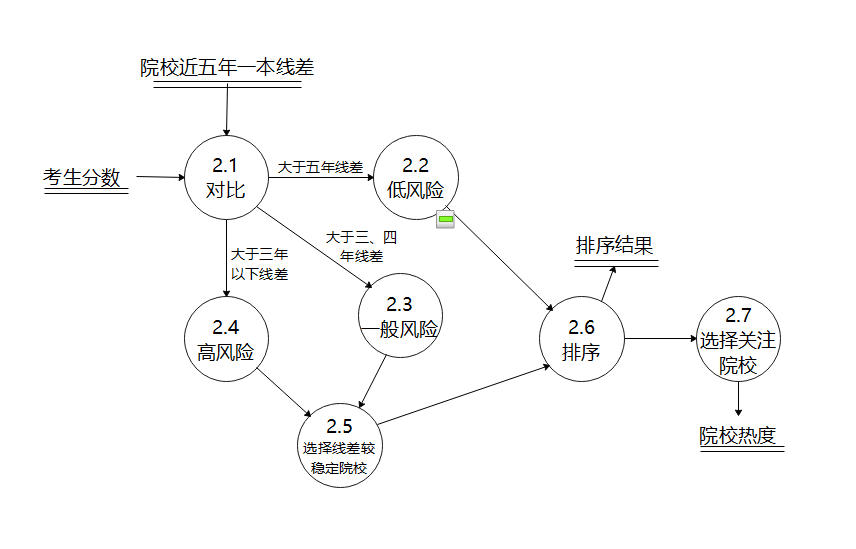 院校近五年一本线差
考生分数
2.1
对比
大于五年线差
2.2
低风险
大于三、四
年线差
大于三年
以下线差
2.3
一般风险
2.4
高风险
2.5
选择线差较
稳定院校
排序结果
2.6
排序
2.7
选择关注
院校
院校热度